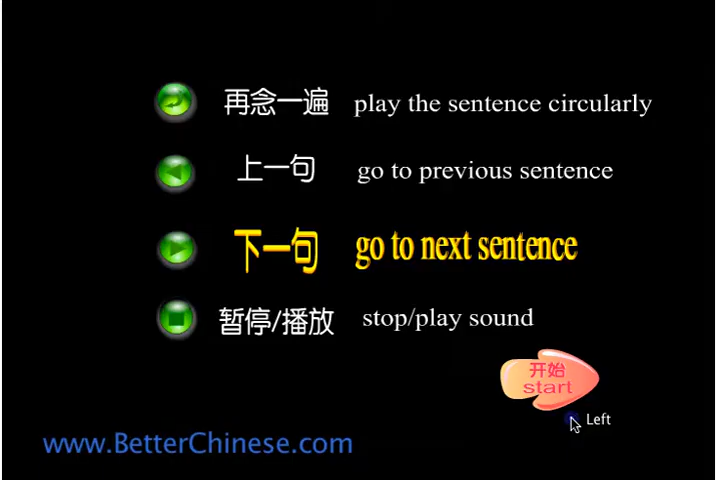 再念一遍 play the sentence circularly
上一句 go to previous sentence
下一句 go to next sentence
暂停/播放 stop/play sound
开始
start
Left
www.BetterChinese.com